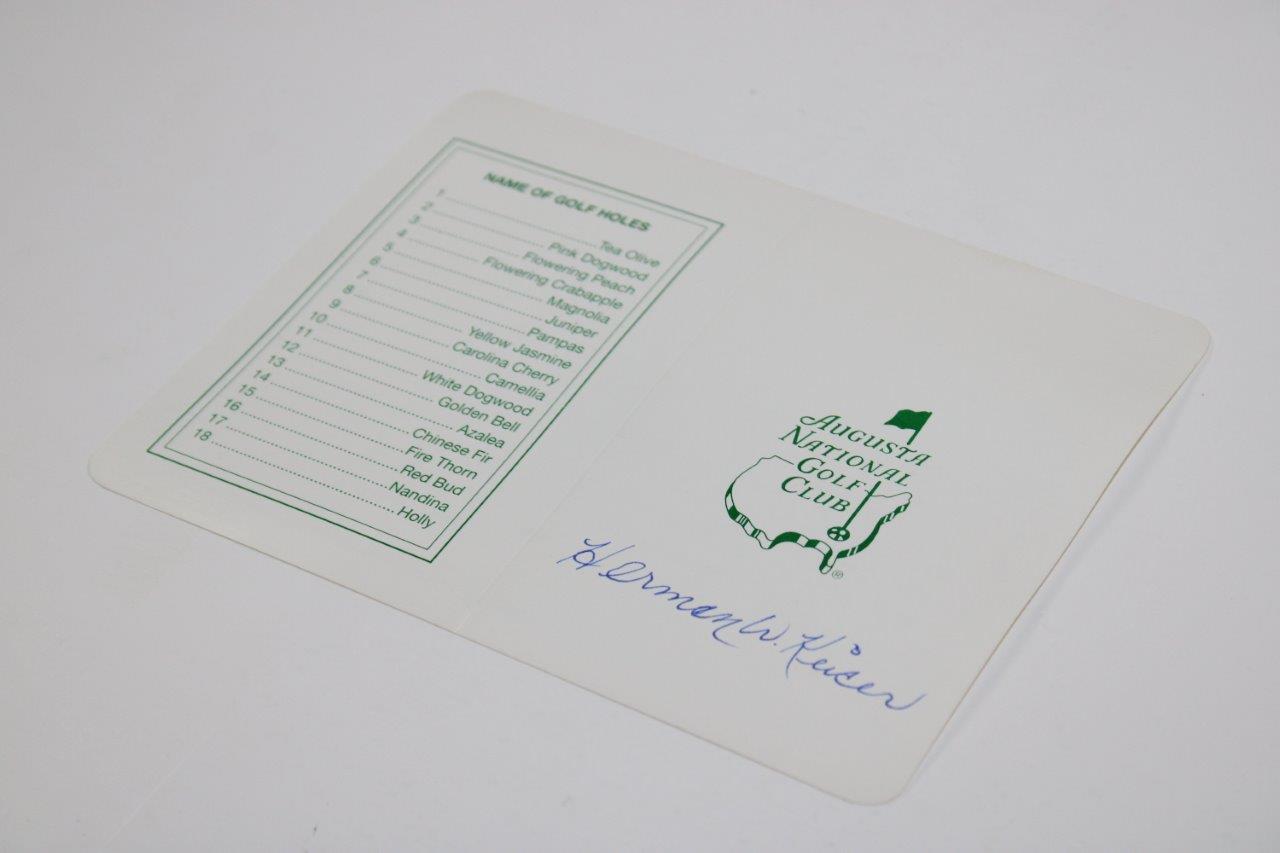 NAME OF GOLF HOLES
1 Tea Olive
2 Pink Dogwood
3 Flowering Peach
4 Flowering Crabapple
5 Magnolia
6 Juniper
7 Pampas
8 Yellow Jasmine
9 Carolina Cherry
10 Camellia
11 White Dogwood
12 Golden Bell
13 Azalea
14 Chinese Fir
15 Fire Thorn
16 Red Bud
17 Nandina
18 Holly
AUGUSTA
NATIONAL
GOLF
CLUB
®
Herman W. Keiser